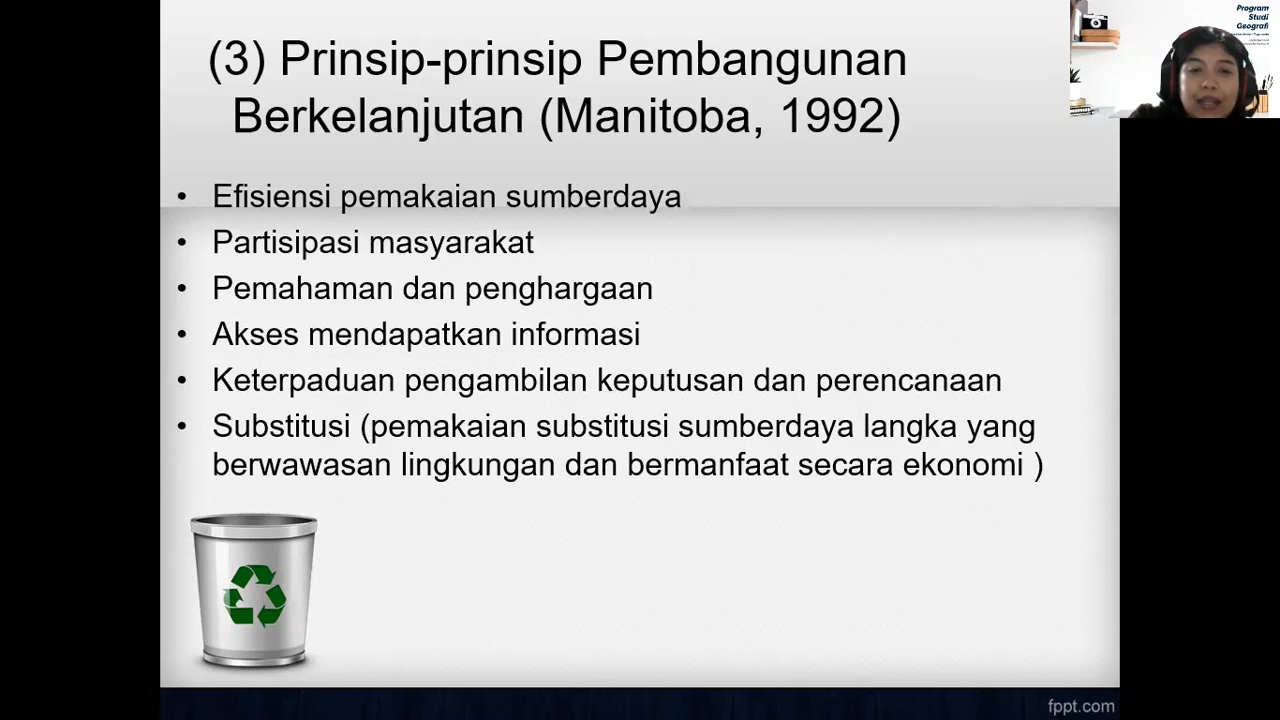 (3) Prinsip-prinsip Pembangunan
Berkelanjutan (Manitoba, 1992)
• Efisiensi pemakaian sumberdaya
• Partisipasi masyarakat
• Pemahaman dan penghargaan
• Akses mendapatkan informasi
• Keterpaduan pengambilan keputusan dan perencanaan
• Substitusi (pemakaian substitusi sumberdaya langka yang
berwawasan lingkungan dan bermanfaat secara ekonomi )
Program
Studi
Geografi
fppt.com